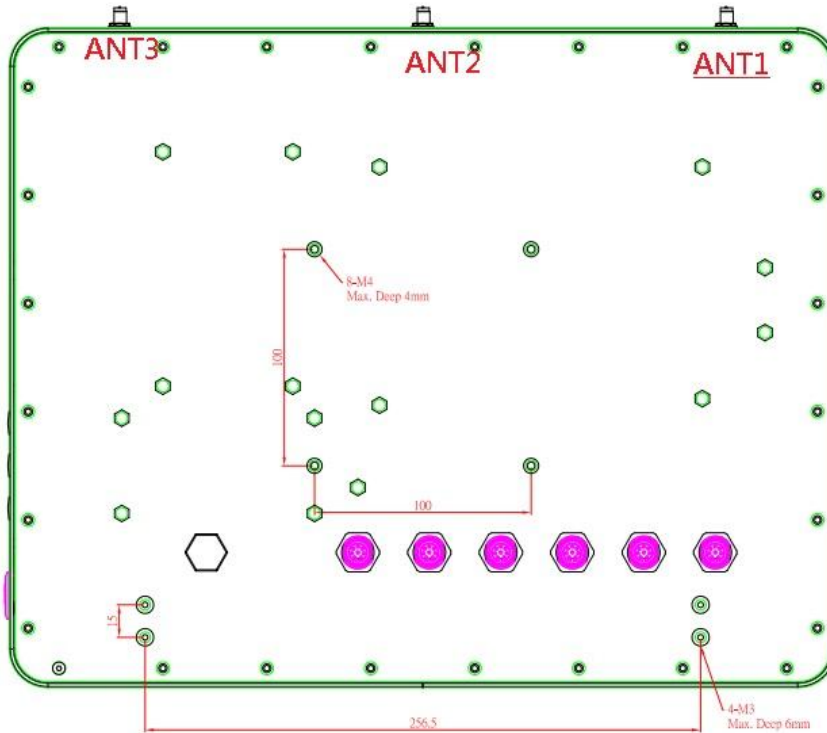 ANT3
ANT2
ANT1
8-M4
Max. Deep 4mm
100
100
15
4-M3
Max. Deep 6mm
256.5